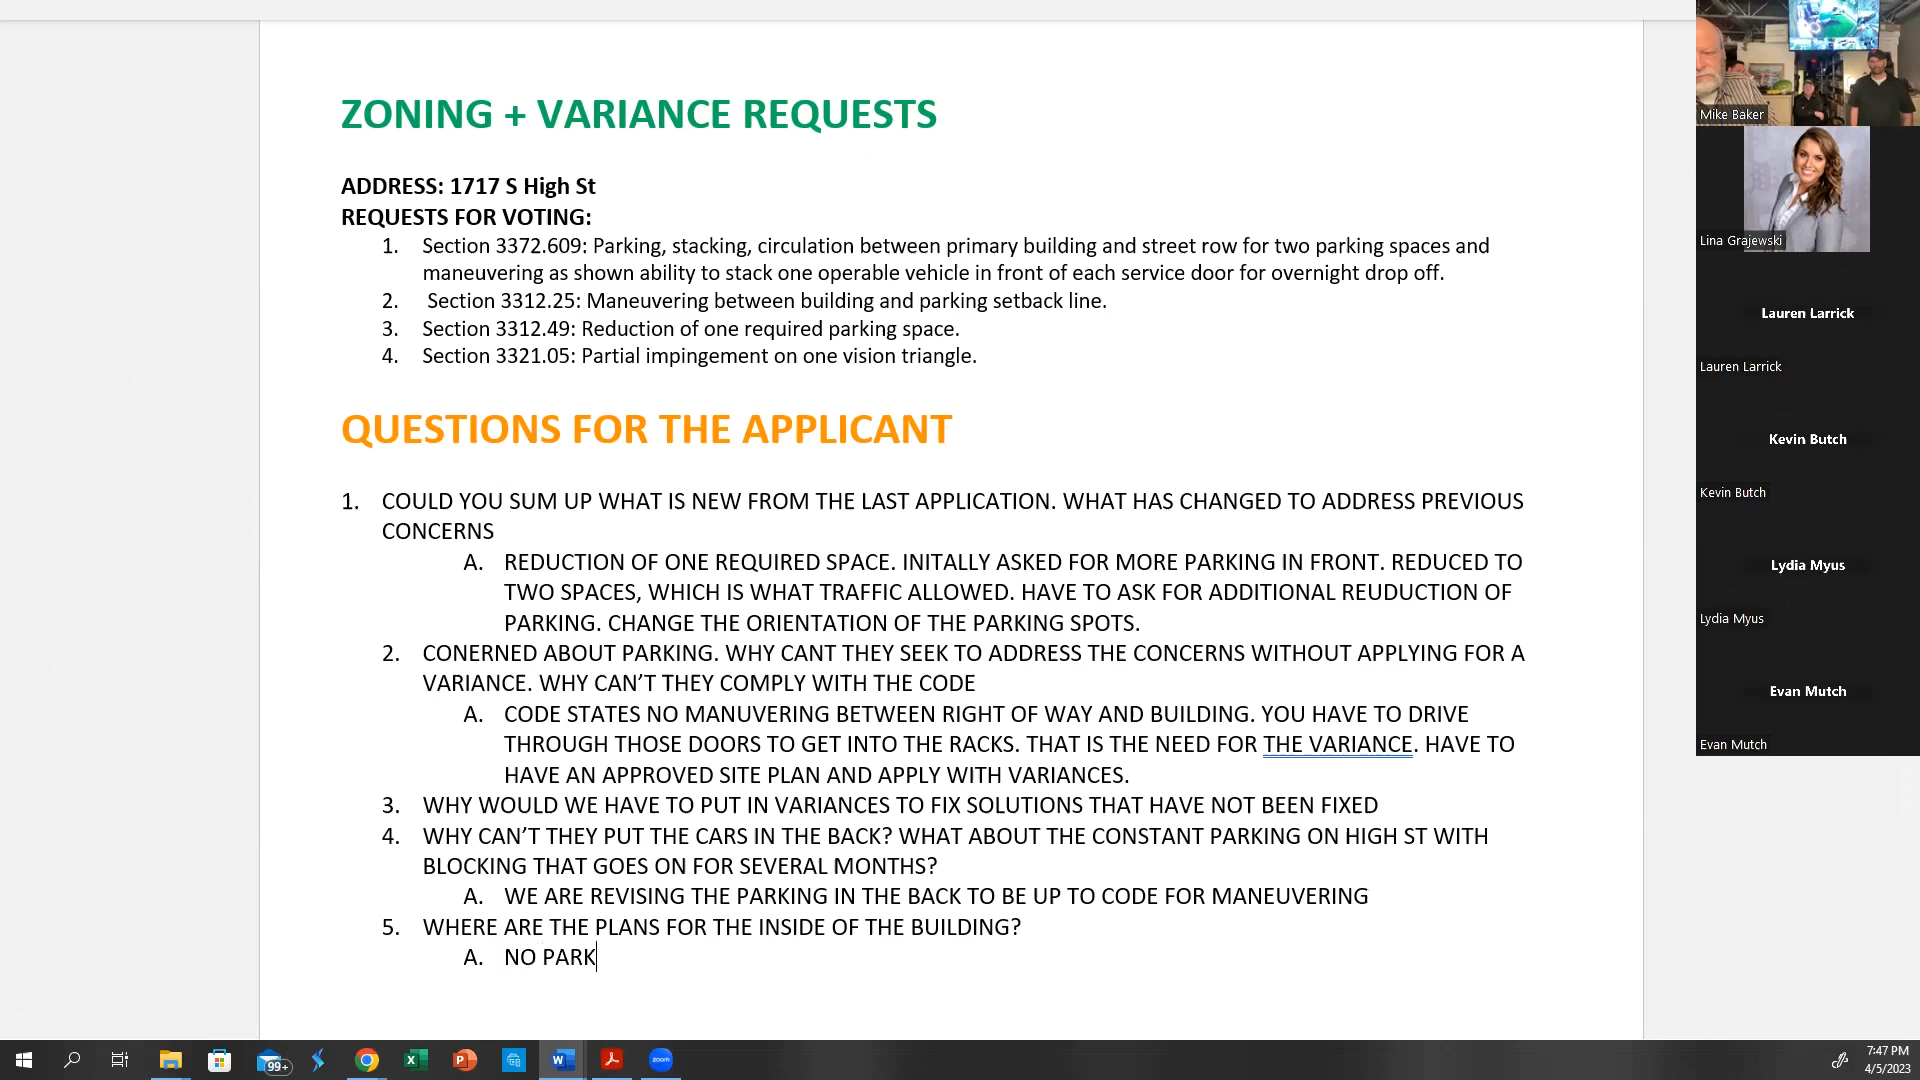 ZONING + VARIANCE REQUESTS
ADDRESS: 1717 S High St
REQUESTS FOR VOTING:
1. Section 3372.609: Parking, stacking, circulation between primary building and street row for two parking spaces and
maneuvering as shown ability to stack one operable vehicle in front of each service door for overnight drop off.
2. Section 3312.25: Maneuvering between building and parking setback line.
3. Section 3312.49: Reduction of one required parking space.
4. Section 3321.05: Partial impingement on one vision triangle.
QUESTIONS FOR THE APPLICANT
1. COULD YOU SUM UP WHAT IS NEW FROM THE LAST APPLICATION. WHAT HAS CHANGED TO ADDRESS PREVIOUS
CONCERNS
A. REDUCTION OF ONE REQUIRED SPACE. INITALLY ASKED FOR MORE PARKING IN FRONT. REDUCED TO
TWO SPACES, WHICH IS WHAT TRAFFIC ALLOWED. HAVE TO ASK FOR ADDITIONAL REUDUCTION OF
PARKING. CHANGE THE ORIENTATION OF THE PARKING SPOTS.
2. CONERNED ABOUT PARKING. WHY CANT THEY SEEK TO ADDRESS THE CONCERNS WITHOUT APPLYING FOR A
VARIANCE. WHY CAN’T THEY COMPLY WITH THE CODE
A. CODE STATES NO MANUVERING BETWEEN RIGHT OF WAY AND BUILDING. YOU HAVE TO DRIVE
THROUGH THOSE DOORS TO GET INTO THE RACKS. THAT IS THE NEED FOR THE VARIANCE. HAVE TO
HAVE AN APPROVED SITE PLAN AND APPLY WITH VARIANCES.
3. WHY WOULD WE HAVE TO PUT IN VARIANCES TO FIX SOLUTIONS THAT HAVE NOT BEEN FIXED
4. WHY CAN’T THEY PUT THE CARS IN THE BACK? WHAT ABOUT THE CONSTANT PARKING ON HIGH ST WITH
BLOCKING THAT GOES ON FOR SEVERAL MONTHS?
A. WE ARE REVISING THE PARKING IN THE BACK TO BE UP TO CODE FOR MANEUVERING
5. WHERE ARE THE PLANS FOR THE INSIDE OF THE BUILDING?
A. NO PARK
Mike Baker
Lina Grajewski
Lauren Larrick
Lauren Larrick
Kevin Butch
Kevin Butch
Lydia Myus
Lydia Myus
Evan Mutch
Evan Mutch
99+
zoom
7:47 PM
4/5/2023